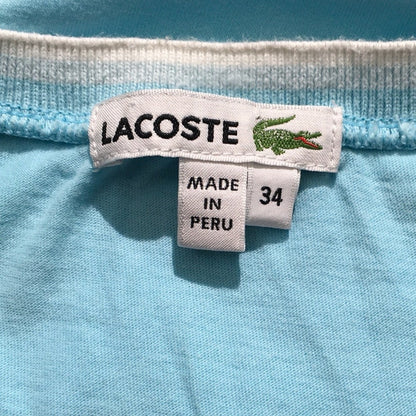 LACOSTE
MADE
IN
PERU
34